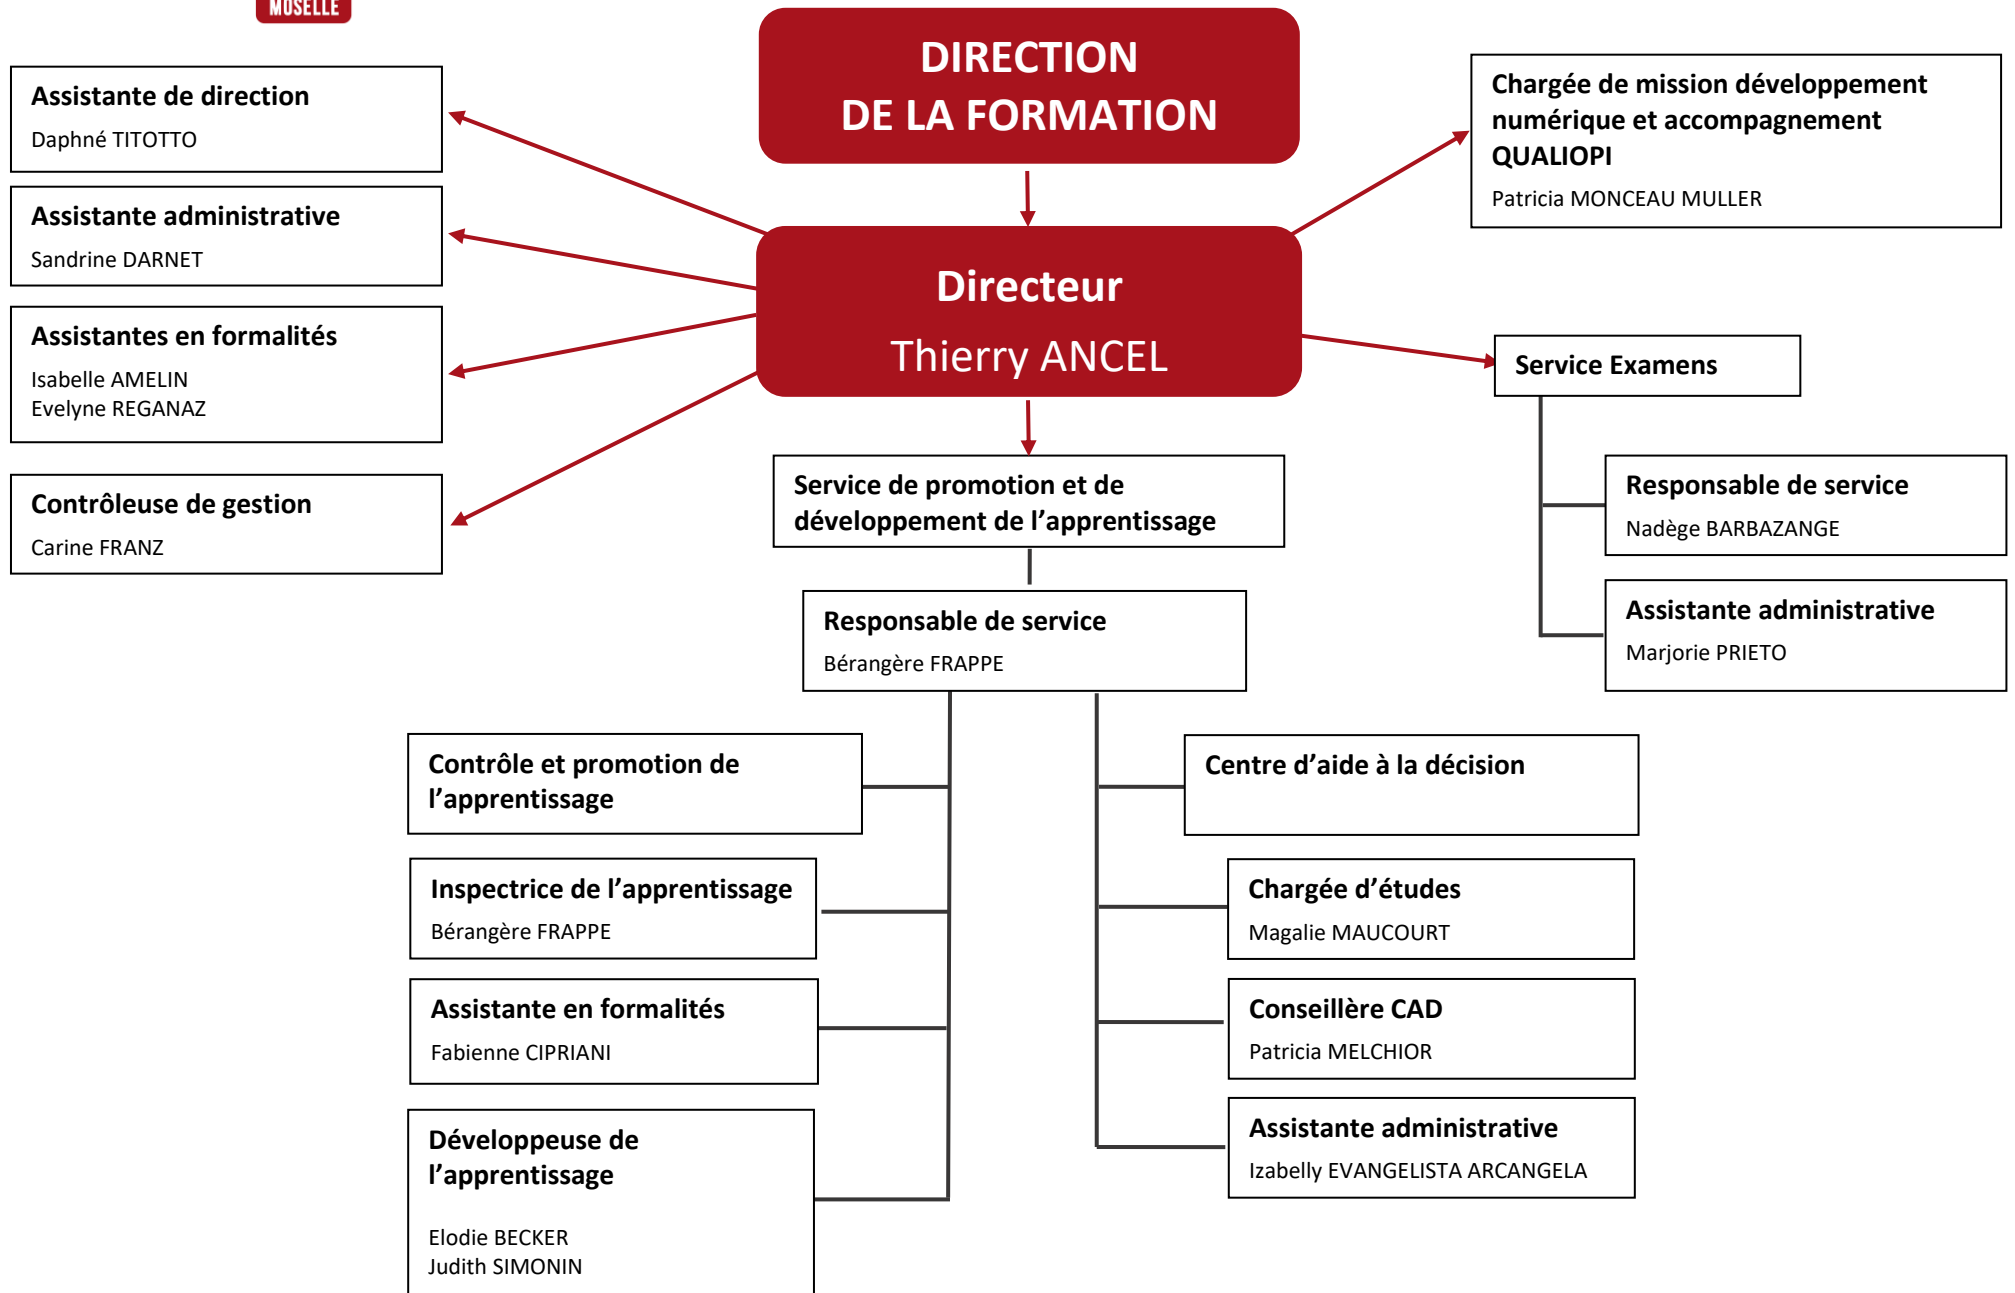 MOSELLE
DIRECTION
DE LA FORMATION
Assistante de direction
Daphné TITOTTO
Assistante administrative
Sandrine DARNET
Assistantes en formalités
Isabelle AMELIN
Evelyne REGANAZ
Contrôleuse de gestion
Carine FRANZ
Directeur
Thierry ANCEL
Chargée de mission développement
numérique et accompagnement
QUALIOPI
Patricia MONCEAU MULLER
Service Examens
Responsable de service
Nadège BARBAZANGE
Assistante administrative
Marjorie PRIETO
Service de promotion et de
développement de l’apprentissage
Responsable de service
Bérangère FRAPPE
Contrôle et promotion de
l’apprentissage
Inspectrice de l’apprentissage
Bérangère FRAPPE
Assistante en formalités
Fabienne CIPRIANI
Développeuse de
l’apprentissage
Elodie BECKER
Judith SIMONIN
Centre d’aide à la décision
Chargée d’études
Magalie MAUCOURT
Conseillère CAD
Patricia MELCHIOR
Assistante administrative
Izabelly EVANGELISTA ARCANGELA